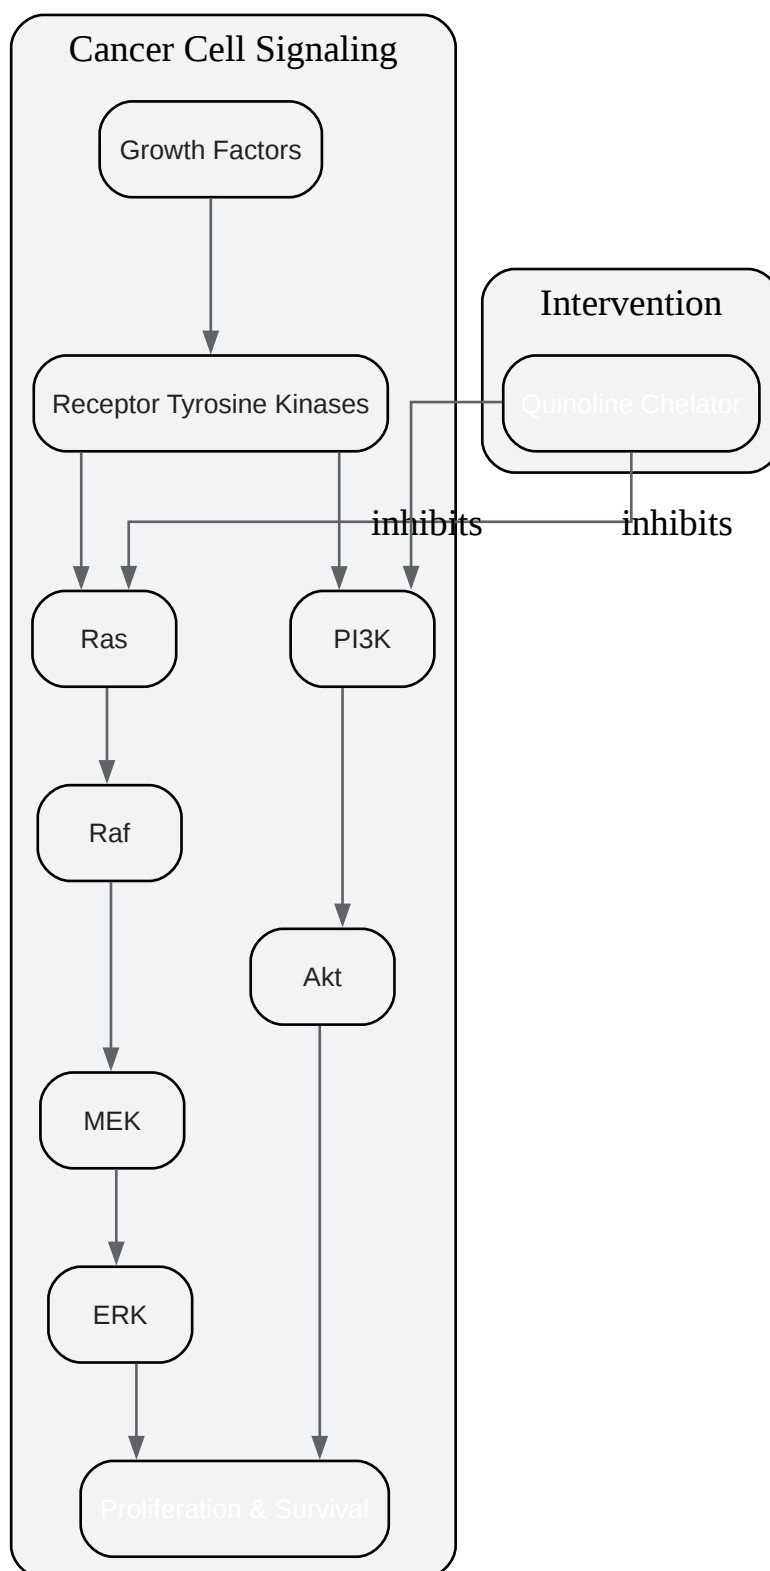 Cancer Cell Signaling
Growth Factors
Intervention
Receptor Tyrosine Kinases
Quinoline Chelator
inhibits
inhibits
Ras
PI3K
Raf
Akt
MEK
ERK
Proliferation & Survival